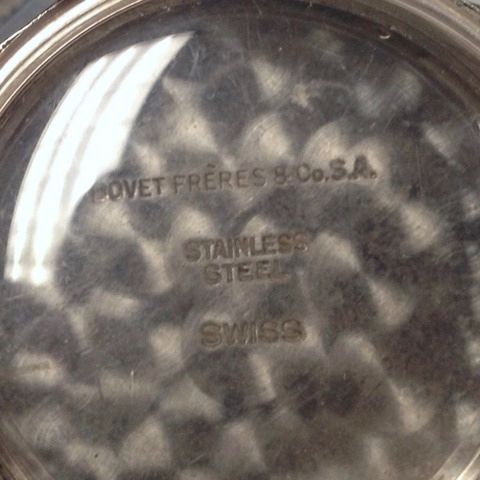 BOVET FRÈRES & Co. S.A.
STAINLESS
STEEL
SWISS